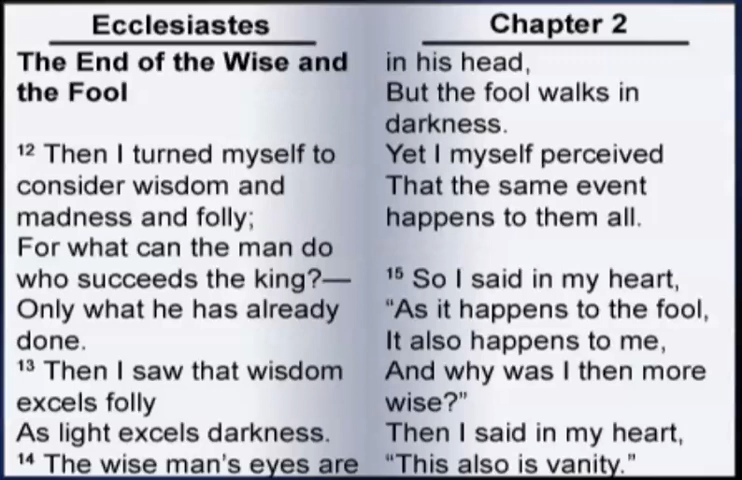 Ecclesiastes
The End of the Wise and
the Fool
12 Then I turned myself to
consider wisdom and
madness and folly;
For what can the man do
who succeeds the king?—
Only what he has already
done.
13 Then I saw that wisdom
excels folly
As light excels darkness.
14 The wise man's eyes are
Chapter 2
in his head,
But the fool walks in
darkness.
Yet I myself perceived
That the same event
happens to them all.
15 So I said in my heart,
“As it happens to the fool,
It also happens to me,
And why was I then more
wise?”
Then I said in my heart,
“This also is vanity.”